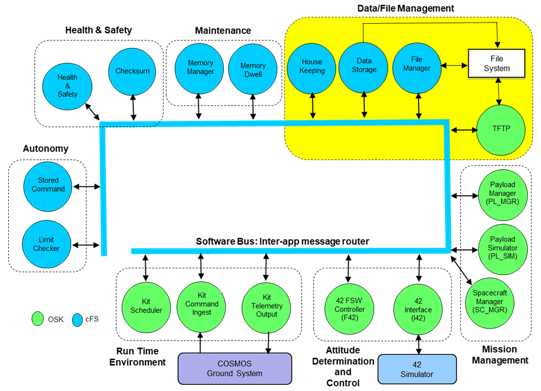 Health & Safety
Maintenance
Data/File Management
Health
&
Safety
Checksum
Memory
Manager
Memory
Dwell
House
Keeping
Data
Storage
File
Manager
File
System
TFTP
Autonomy
Stored
Command
Limit
Checker
Payload
Manager
(PL_MGR)
Payload
Simulator
(PL_SIM)
Spacecraft
Manager
(SC_MGR)
Mission
Management
Software Bus: Inter-app message router
Kit
Scheduler
Kit
Command
Ingest
Kit
Telemetry
Output
42 FSW
Controller
(F42)
42
Interface
(I42)
OSK
cFS
Run Time
Environment
COSMOS
Ground System
Attitude
Determination
and
Control
42
Simulator